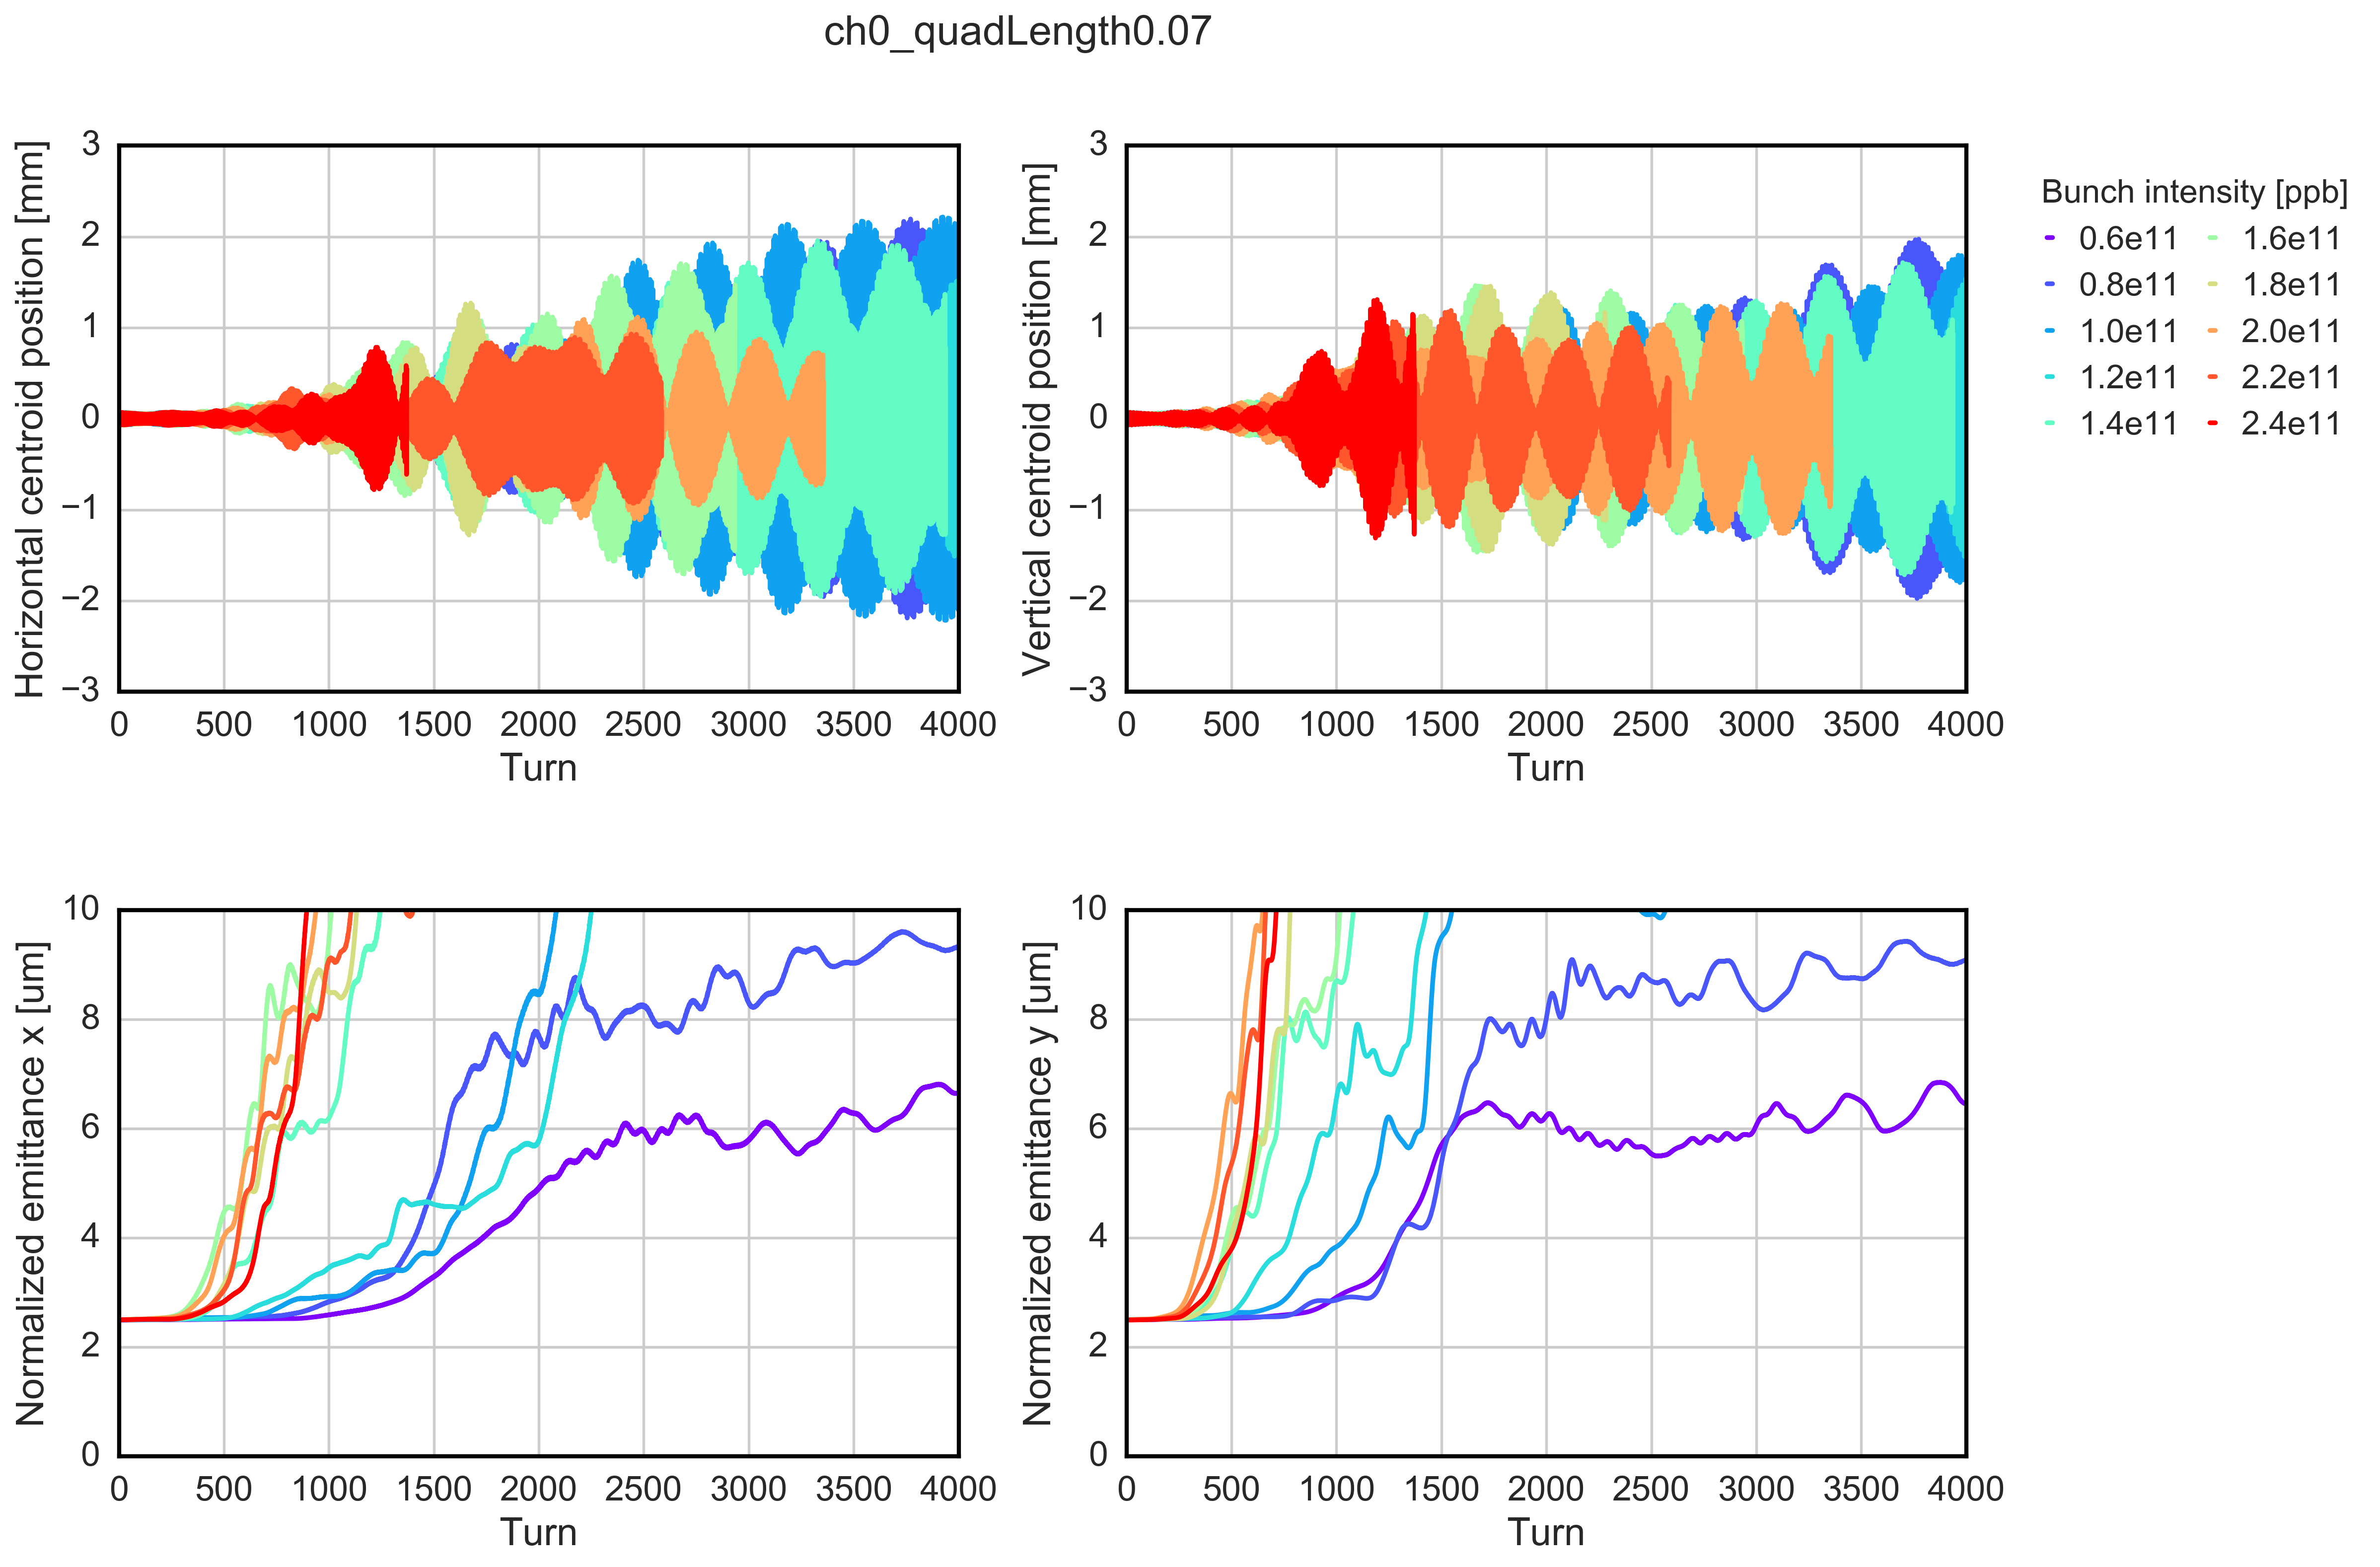 ch0_quadLength0.07
Horizontal centroid position [mm]
3
2
1
0
−1
−2
−3
0 500 1000 1500 2000 2500 3000 3500 4000
Turn
Vertical centroid position [mm]
3
2
1
0
−1
−2
−3
0 500 1000 1500 2000 2500 3000 3500 4000
Turn
Bunch intensity [ppb]
0.6e11 1.6e11
0.8e11 1.8e11
1.0e11 2.0e11
1.2e11 2.2e11
1.4e11 2.4e11
Normalized emittance x [um]
10
8
6
4
2
0
0 500 1000 1500 2000 2500 3000 3500 4000
Turn
Normalized emittance y [um]
10
8
6
4
2
0
0 500 1000 1500 2000 2500 3000 3500 4000
Turn